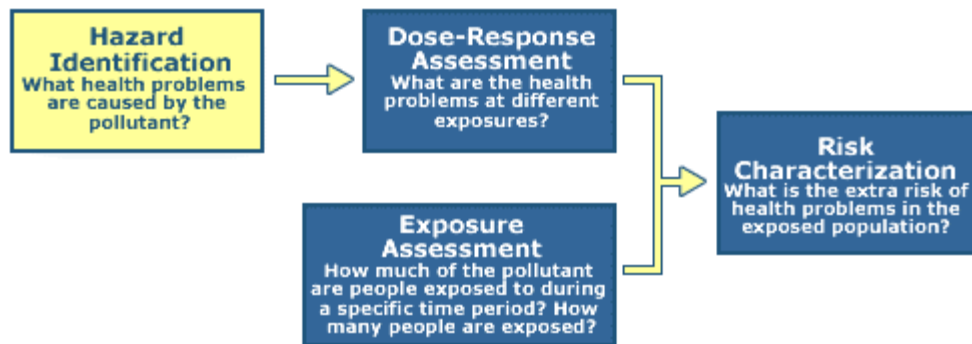 Hazard
Identification
What health problems
are caused by the
pollutant?
Dose-Response
Assessment
What are the health
problems at different
exposures?
Exposure
Assessment
How much of the pollutant
are people exposed to during
a specific time period? How
many people are exposed?
Risk
Characterization
What is the extra risk of
health problems in the
exposed population?